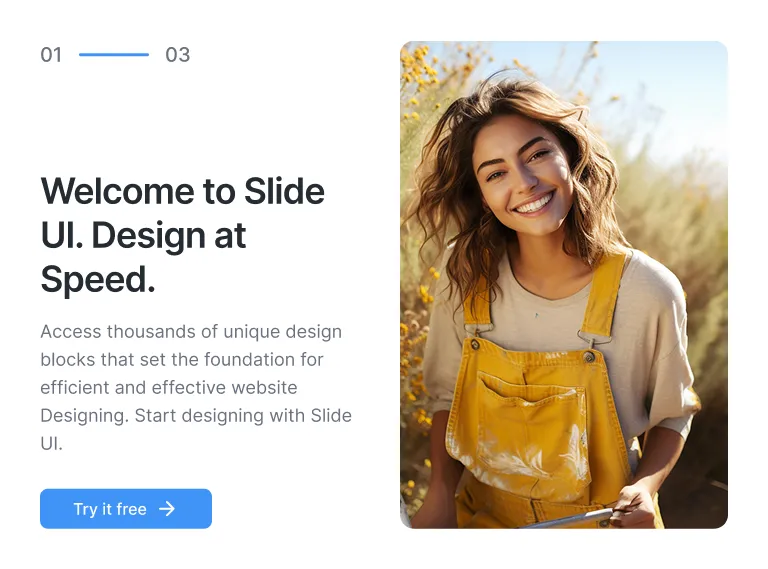 01 03
Welcome to Slide
UI. Design at
Speed.
Access thousands of unique design
blocks that set the foundation for
efficient and effective website
Designing. Start designing with Slide
UI.
Try it free